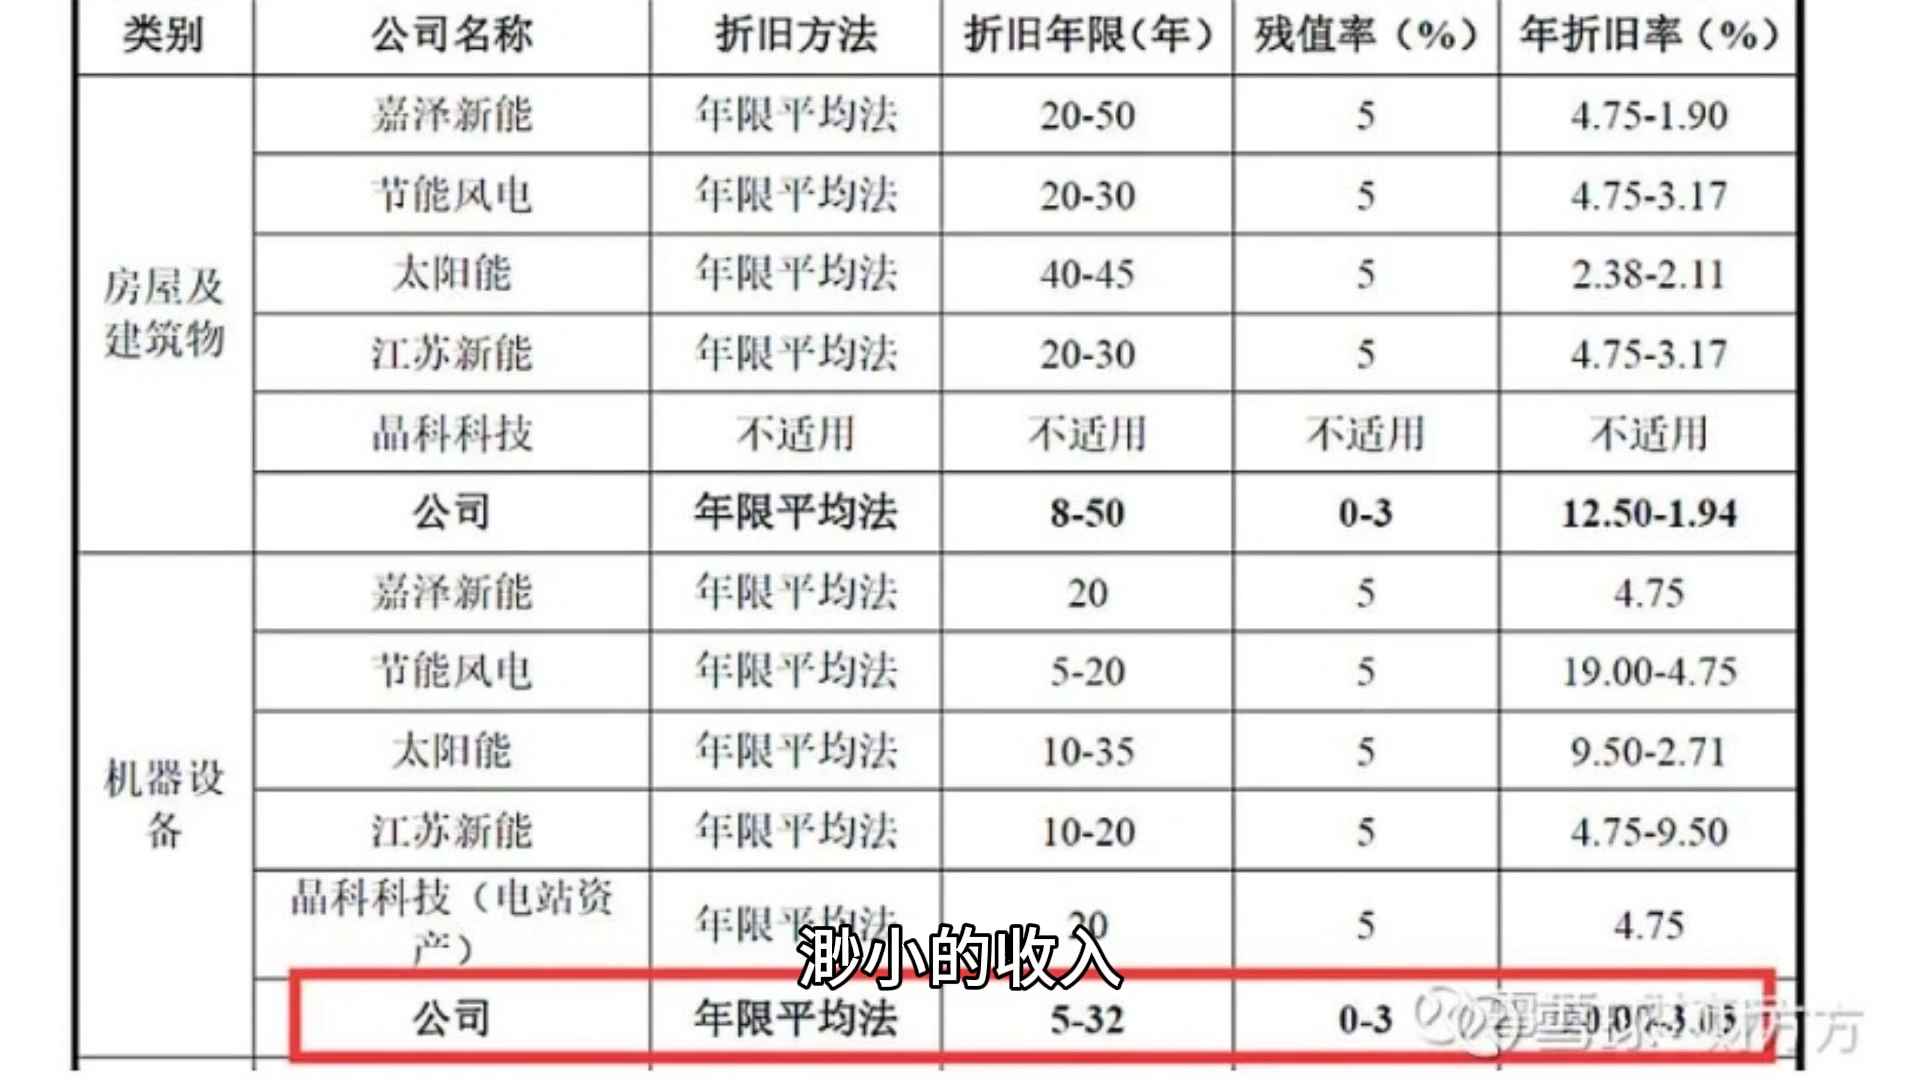 类别 公司名称 折旧方法 折旧年限(年) 残值率(%) 年折旧率(%)
房屋及
建筑物
嘉泽新能 年限平均法 20-50 5 4.75-1.90
节能风电 年限平均法 20-30 5 4.75-3.17
太阳能 年限平均法 40-45 5 2.38-2.11
江苏新能 年限平均法 20-30 5 4.75-3.17
晶科科技 不适用 不适用 不适用 不适用
公司 年限平均法 8-50 0-3 12.50-1.94
机器设
备
嘉泽新能 年限平均法 20 5 4.75
节能风电 年限平均法 5-20 5 19.00-4.75
太阳能 年限平均法 10-35 5 9.50-2.71
江苏新能 年限平均法 10-20 5 4.75-9.50
晶科科技(电站资
产) 年限平均法 20 5 4.75
渺小的收入
公司 年限平均法 5-32 0-3